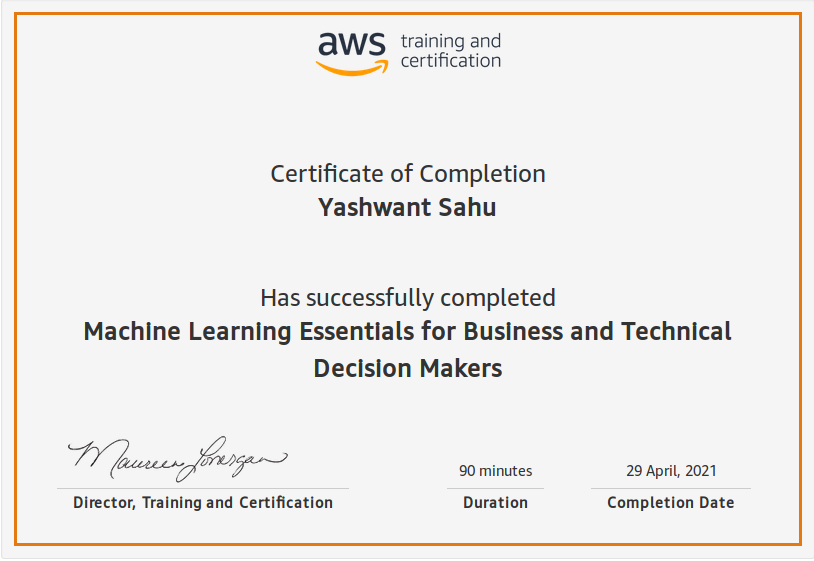 aws training and
certification
Certificate of Completion
Yashwant Sahu
Has successfully completed
Machine Learning Essentials for Business and Technical
Decision Makers
Maureen Lonergan
90 minutes
29 April, 2021
Director, Training and Certification
Duration
Completion Date